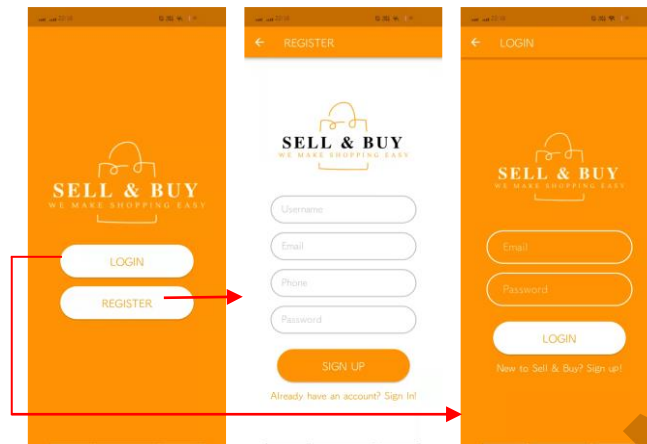 SELL & BUY
WE MAKE SHOPPING EASY
LOGIN
REGISTER
REGISTER
SELL & BUY
WE MAKE SHOPPING EASY
Username
Email
Phone
Password
SIGN UP
Already have an account? Sign In!
LOGIN
SELL & BUY
WE MAKE SHOPPING EASY
Email
Password
LOGIN
New to Sell & Buy? Sign up!